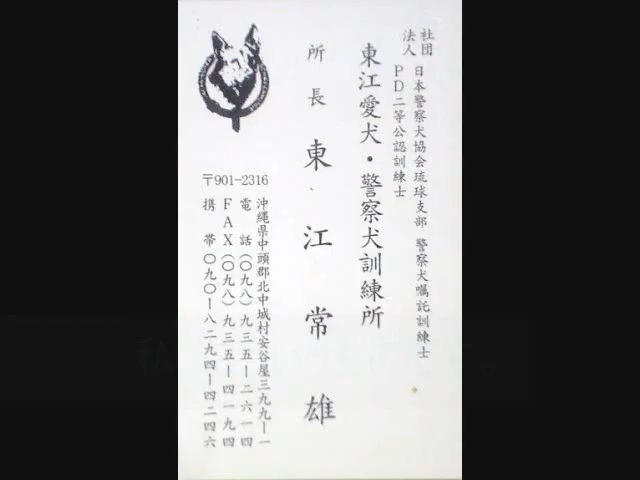 社団法人 日本警察犬協会琉球支部 警察犬嘱託訓練士
PD二等公認訓練士
東江愛犬・警察犬訓練所
所長 東江常雄
〒901-2316
沖縄県中頭郡北中城村安谷屋三九九ー一
電話(〇九八)九三五ー二六一四
FAX(〇九八)九三五ー四一九四
携帯〇九〇ー八二九四ー四二四六